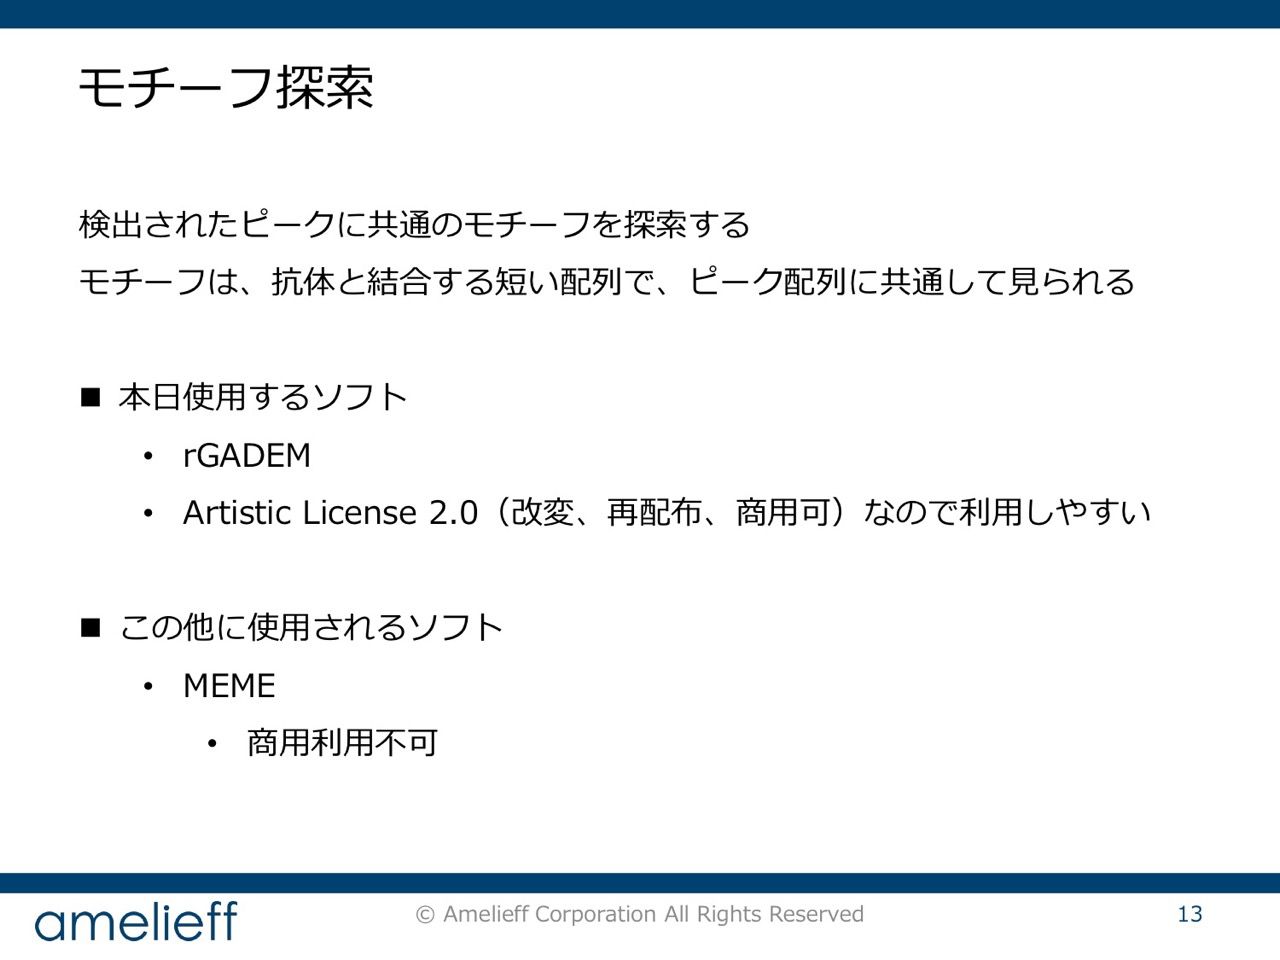 モチーフ探索
検出されたピークに共通のモチーフを探索する
モチーフは、抗体と結合する短い配列で、ピーク配列に共通して見られる
■ 本日使用するソフト
• rGADEM
• Artistic License 2.0（改変、再配布、商用可）なので利用しやすい
■ この他に使用されるソフト
• MEME
• 商用利用不可
amelieff
© Amelieff Corporation All Rights Reserved
13